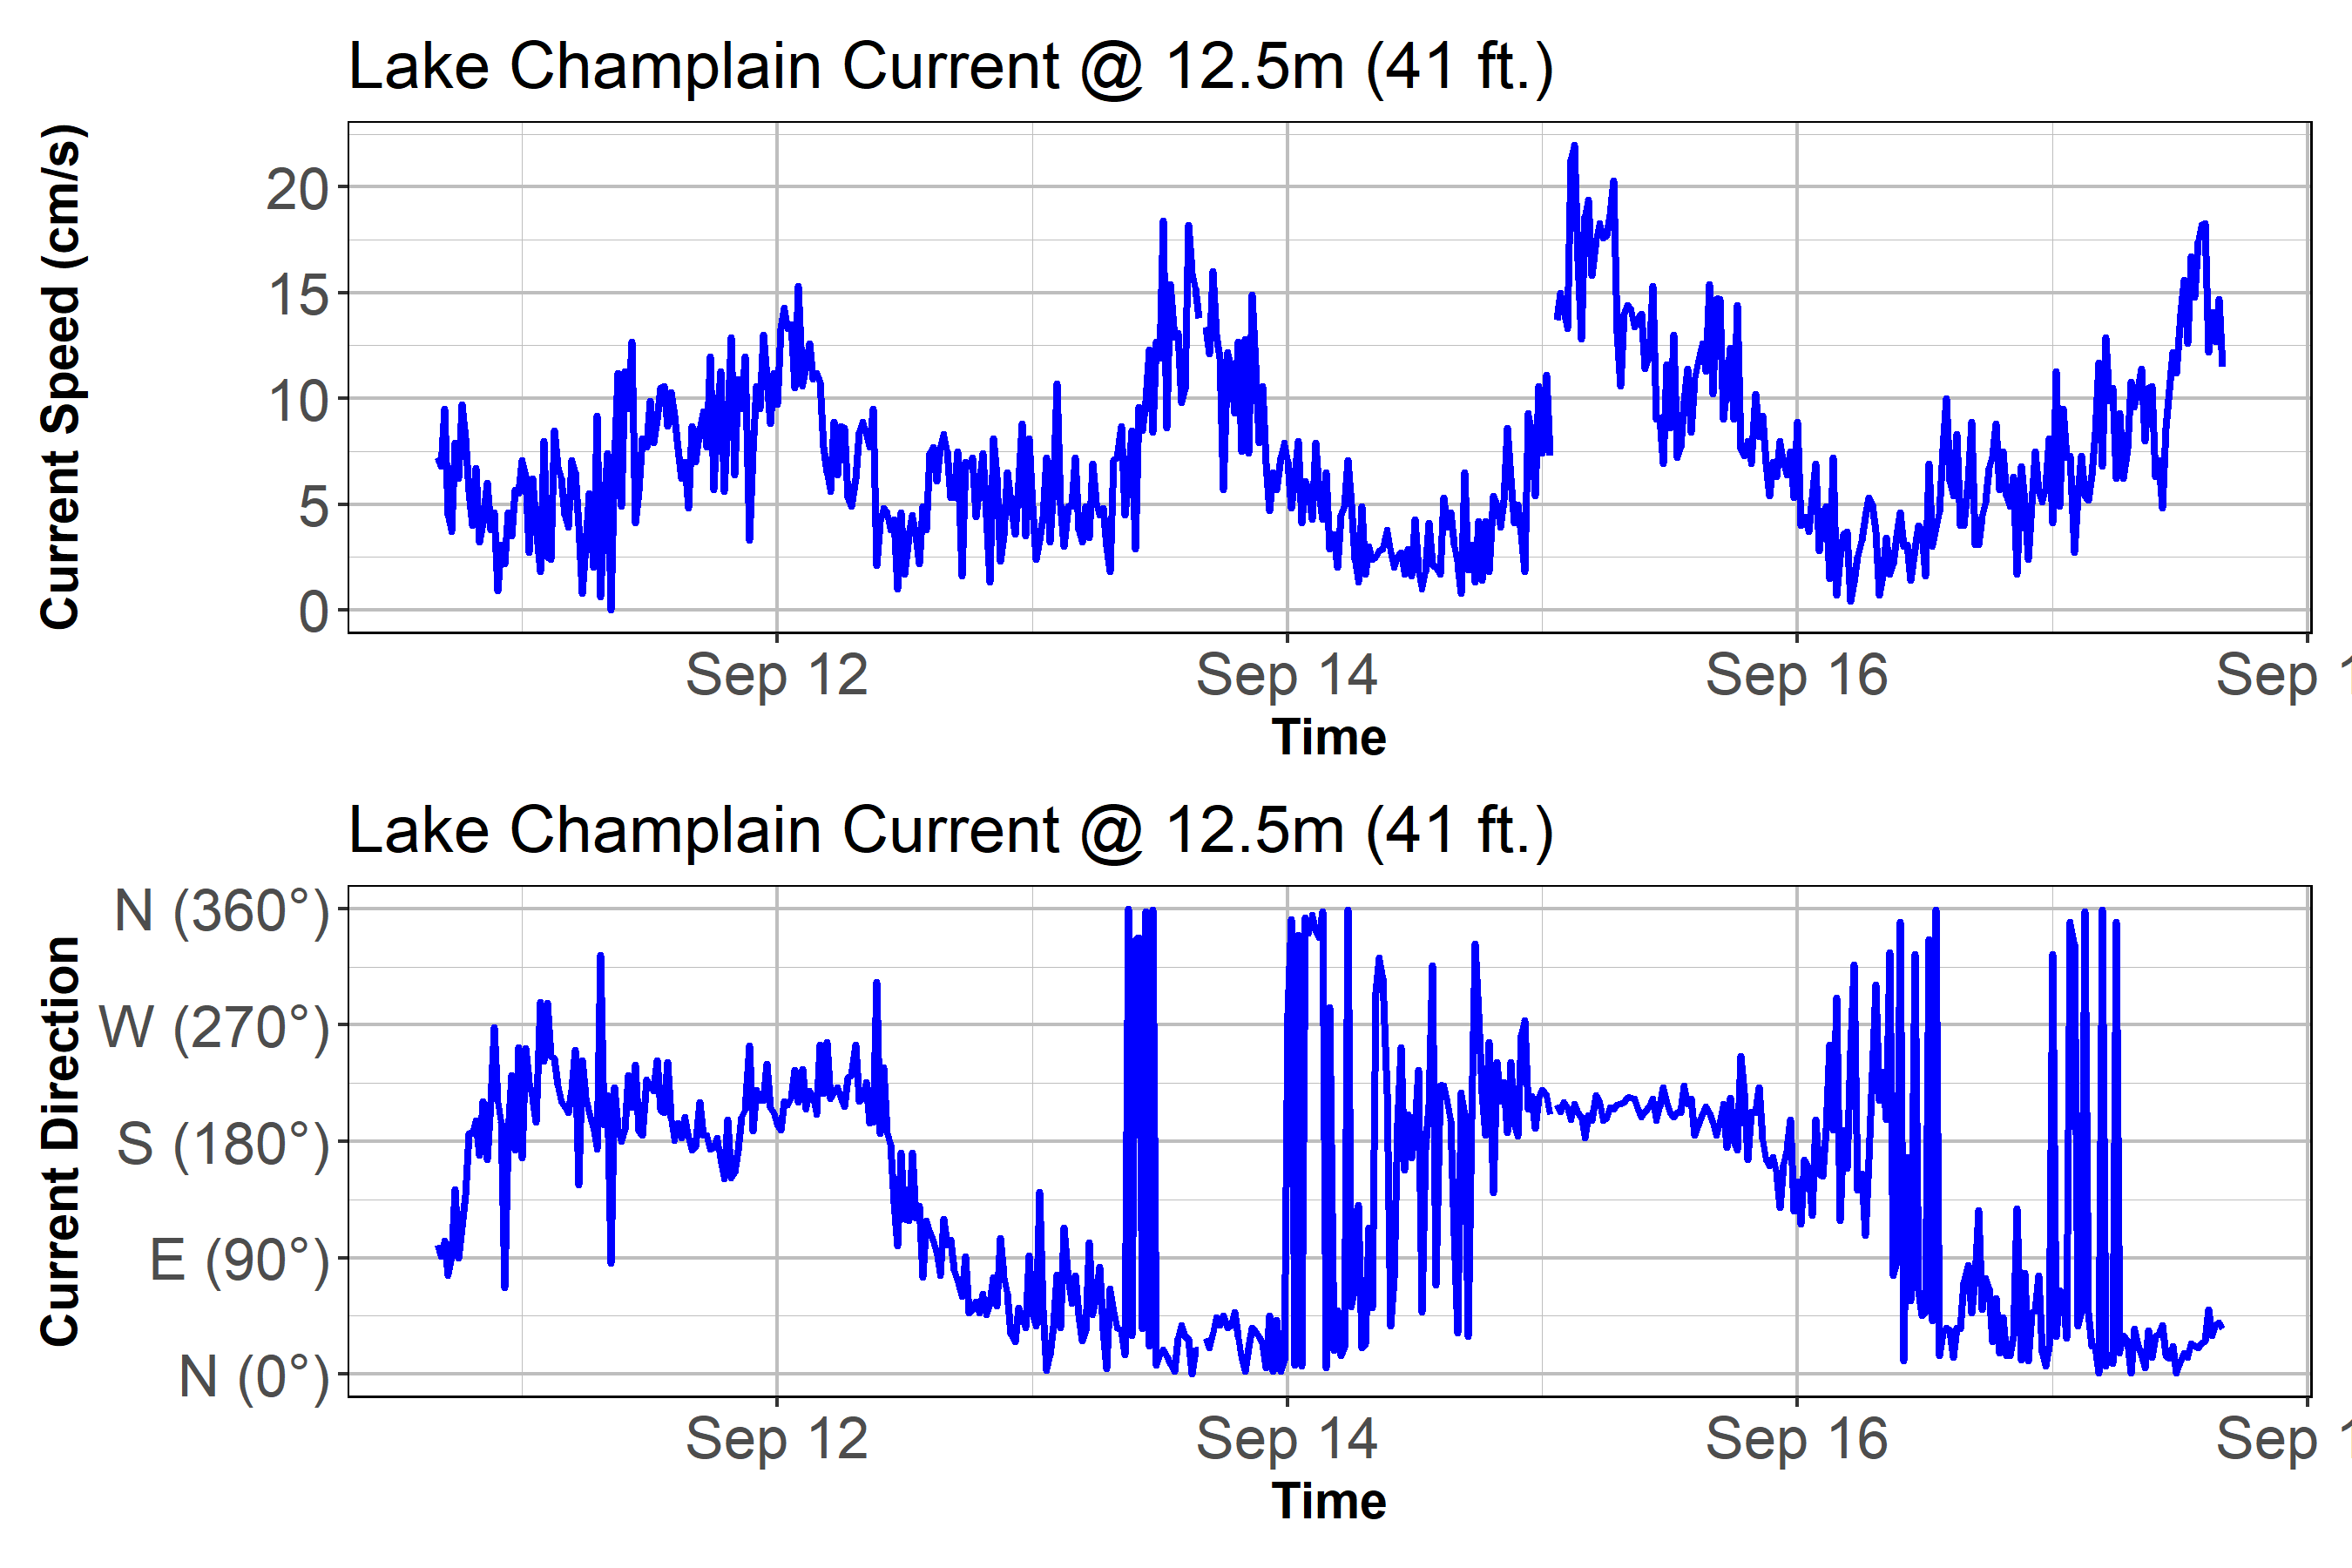 Lake Champlain Current @ 12.5m (41 ft.)
Current Speed (cm/s)
20
15
10
5
0
Sep 12 Sep 14 Sep 16 Sep 1
Time
Lake Champlain Current @ 12.5m (41 ft.)
Current Direction
N (360°)
W (270°)
S (180°)
E (90°)
N (0°)
Sep 12 Sep 14 Sep 16 Sep 1
Time